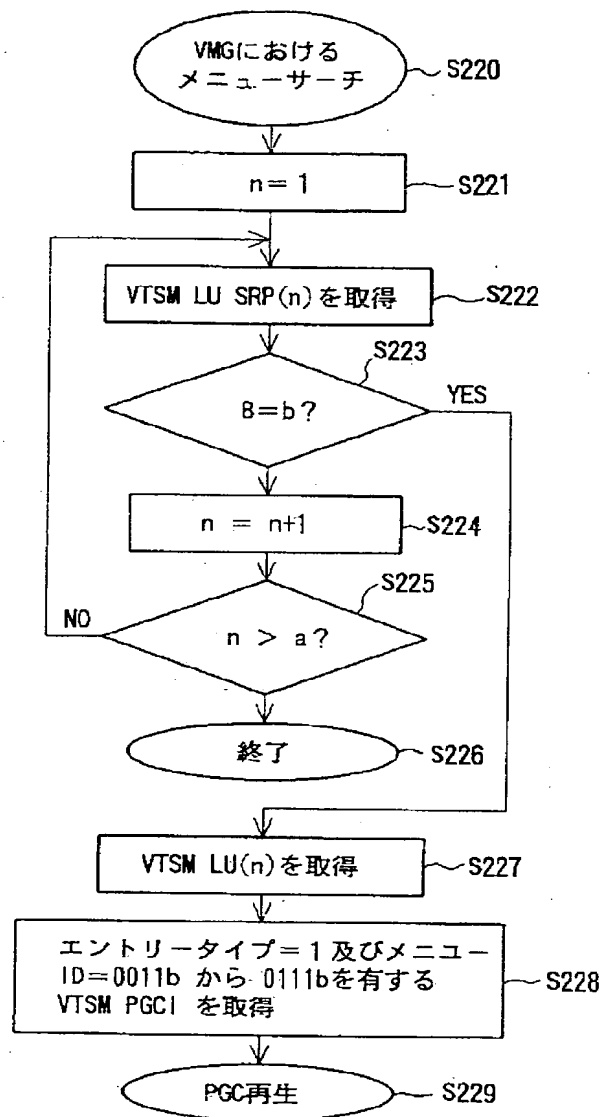 VMGにおける
メニューサーチ
S220
n=1
S221
VTSM LU SRP(n)を取得
S222
S223
B=b?
YES
n = n+1
S224
S225
NO
n > a?
終了
S226
VTSM LU(n)を取得
S227
エントリータイプ=1及びメニュー
ID=0011b から 0111bを有する
VTSM PGCI を取得
S228
PGC再生
S229